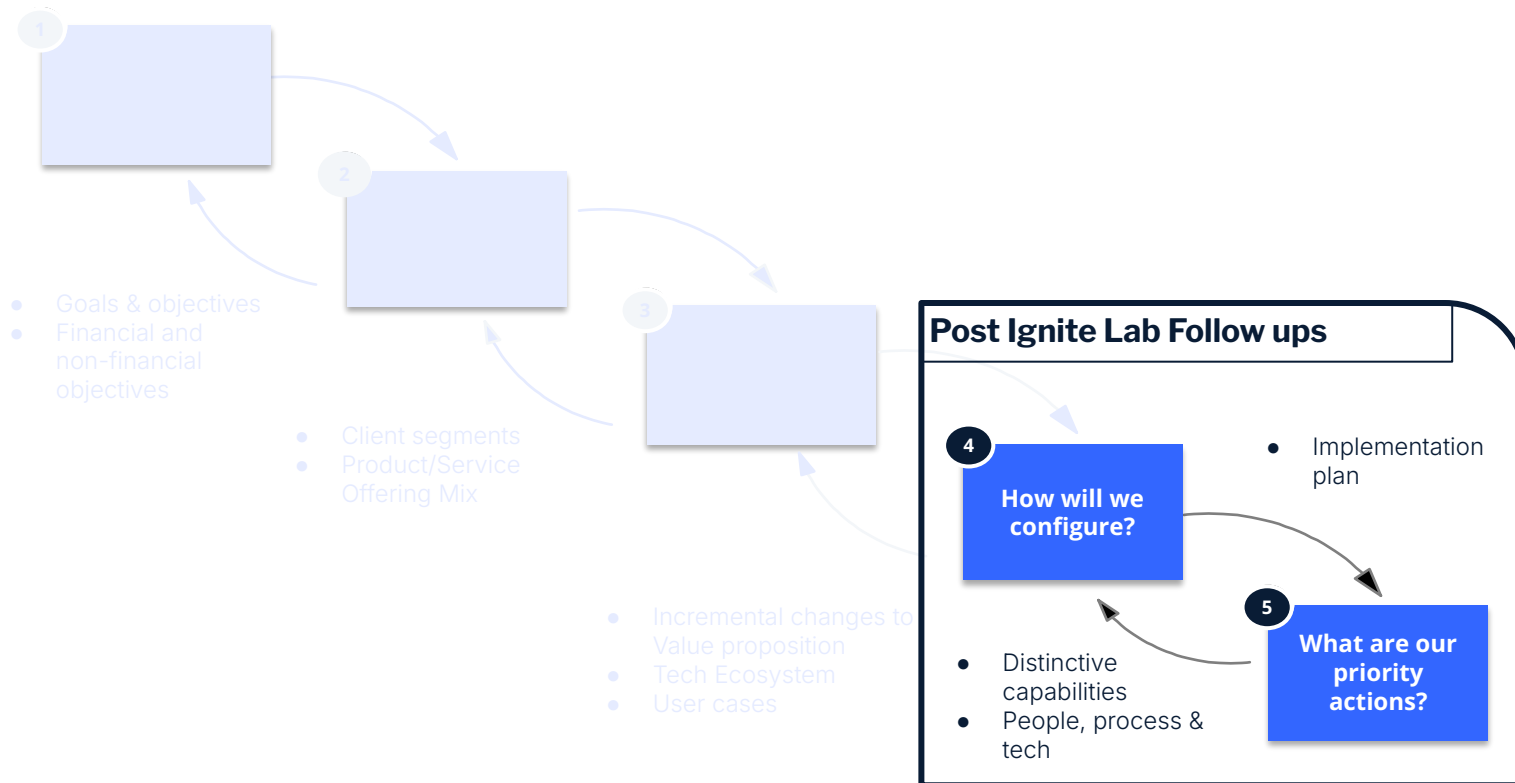 1
2
● Goals & objectives
● Financial and
non-financial
objectives
3
● Client segments
● Product/Service
Offering Mix
● Incremental changes to
Value proposition
● Tech Ecosystem
● User cases
Post Ignite Lab Follow ups
4
How will we
configure?
● Implementation
plan
● Distinctive
capabilities
● People, process &
tech
5
What are our
priority
actions?